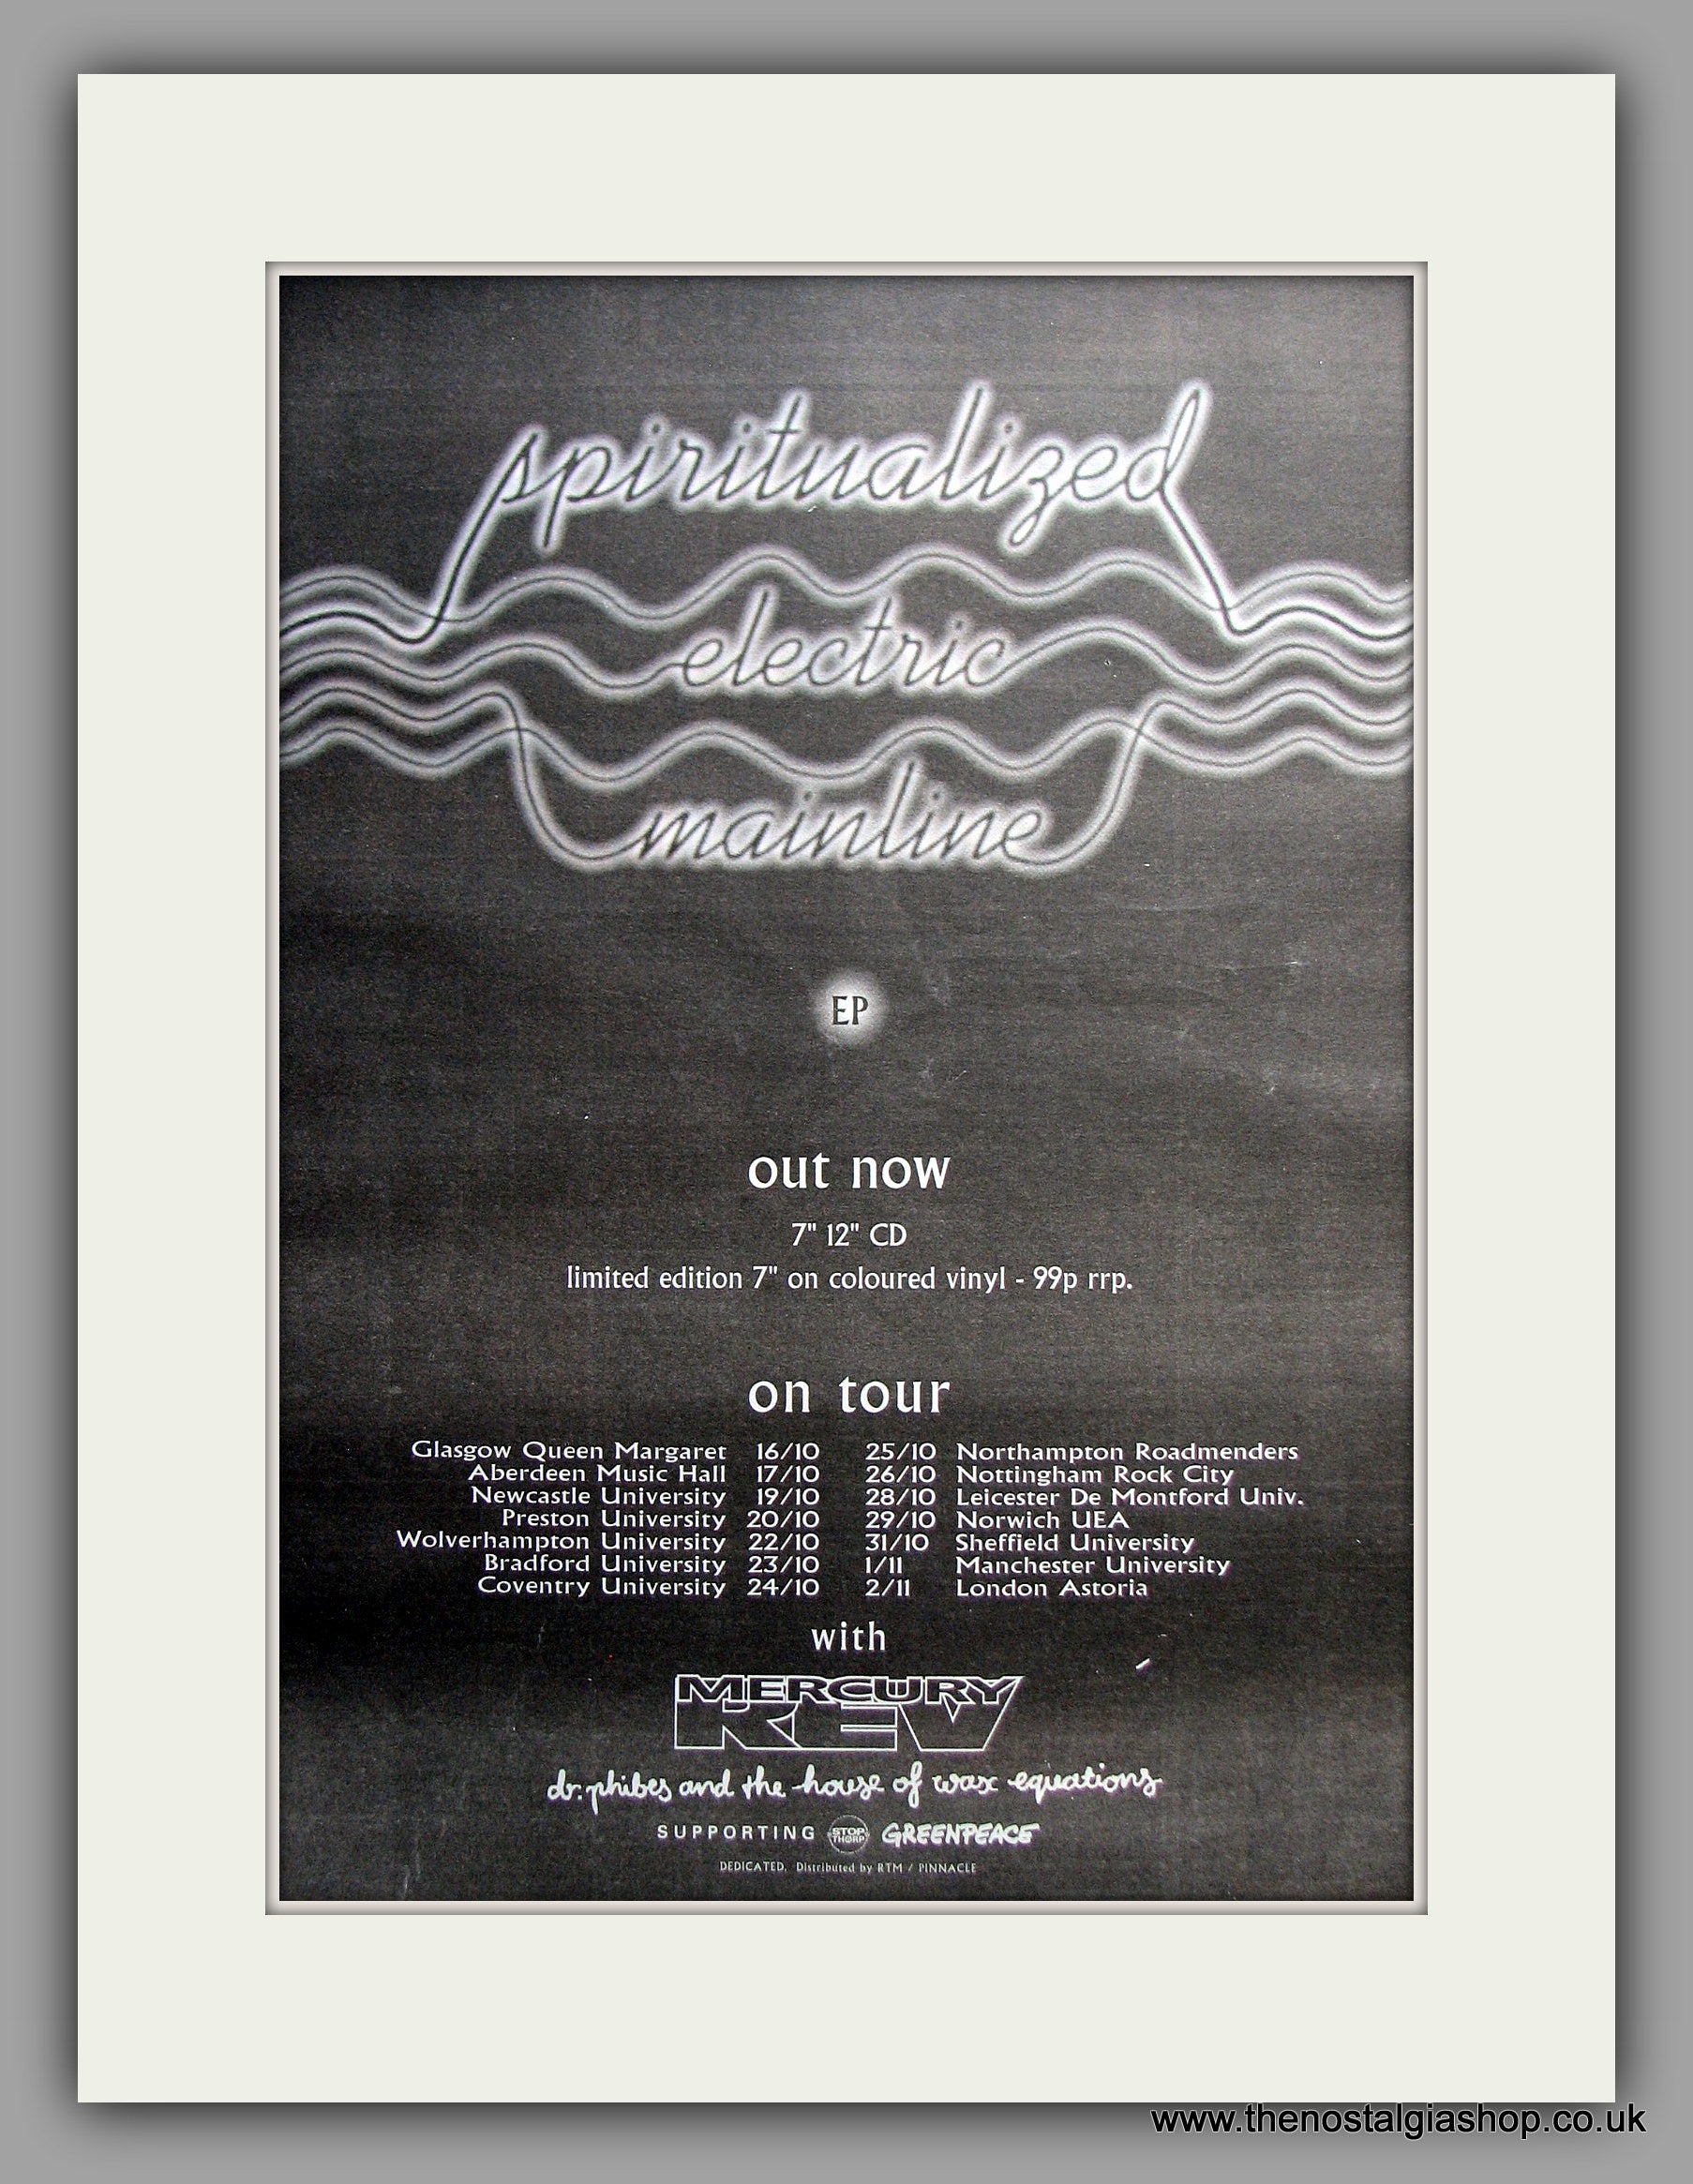 spiritualized
electric
mainline
EP
out now
7" 12" CD
limited edition 7" on coloured vinyl - 99p rrp.
on tour
Glasgow Queen Margaret 16/10
Aberdeen Music Hall 17/10
Newcastle University 19/10
Preston University 20/10
Wolverhampton University 22/10
Bradford University 23/10
Coventry University 24/10
25/10 Northampton Roadmenders
26/10 Nottingham Rock City
28/10 Leicester De Montford Univ.
29/10 Norwich UEA
31/10 Sheffield University
1/11 Manchester University
2/11 London Astoria
with
MERCURY
REV
dr. phibes and the house of wax equations
SUPPORTING STOP THORP GREENPEACE
DEDICATED. Distributed by RTM / PINNACLE
www.thenostalgiashop.co.uk